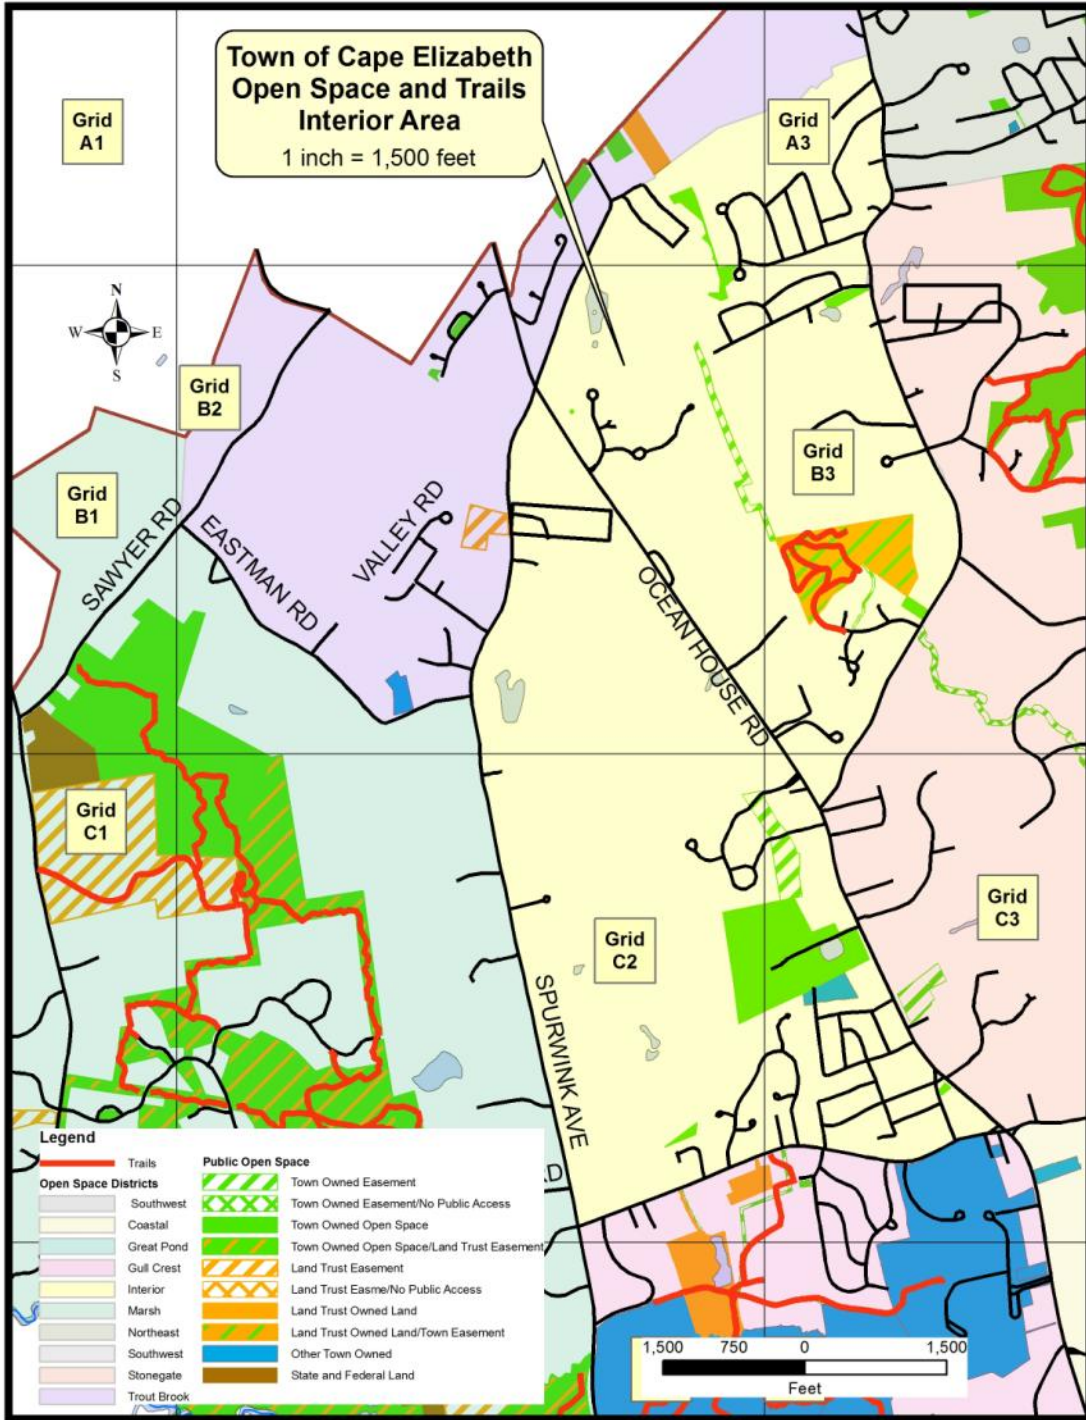 Town of Cape Elizabeth
Open Space and Trails
Interior Area
1 inch = 1,500 feet
Grid
A1
Grid
A3
N
W
E
S
Grid
B2
Grid
B3
Grid
B1
SAWYER RD
EASTMAN RD
VALLEY RD
OCEAN HOUSE RD
Grid
C1
Grid
C2
Grid
C3
SPURWINK AVE
RD
Legend
Trails
Open Space Districts
Southwest
Coastal
Great Pond
Gull Crest
Interior
Marsh
Northeast
Southwest
Stonegate
Trout Brook
Public Open Space
Town Owned Easement
Town Owned Easement/No Public Access
Town Owned Open Space
Town Owned Open Space/Land Trust Easement
Land Trust Easement
Land Trust Easme/No Public Access
Land Trust Owned Land
Land Trust Owned Land/Town Easement
Other Town Owned
State and Federal Land
1,500 750 0 1,500
Feet